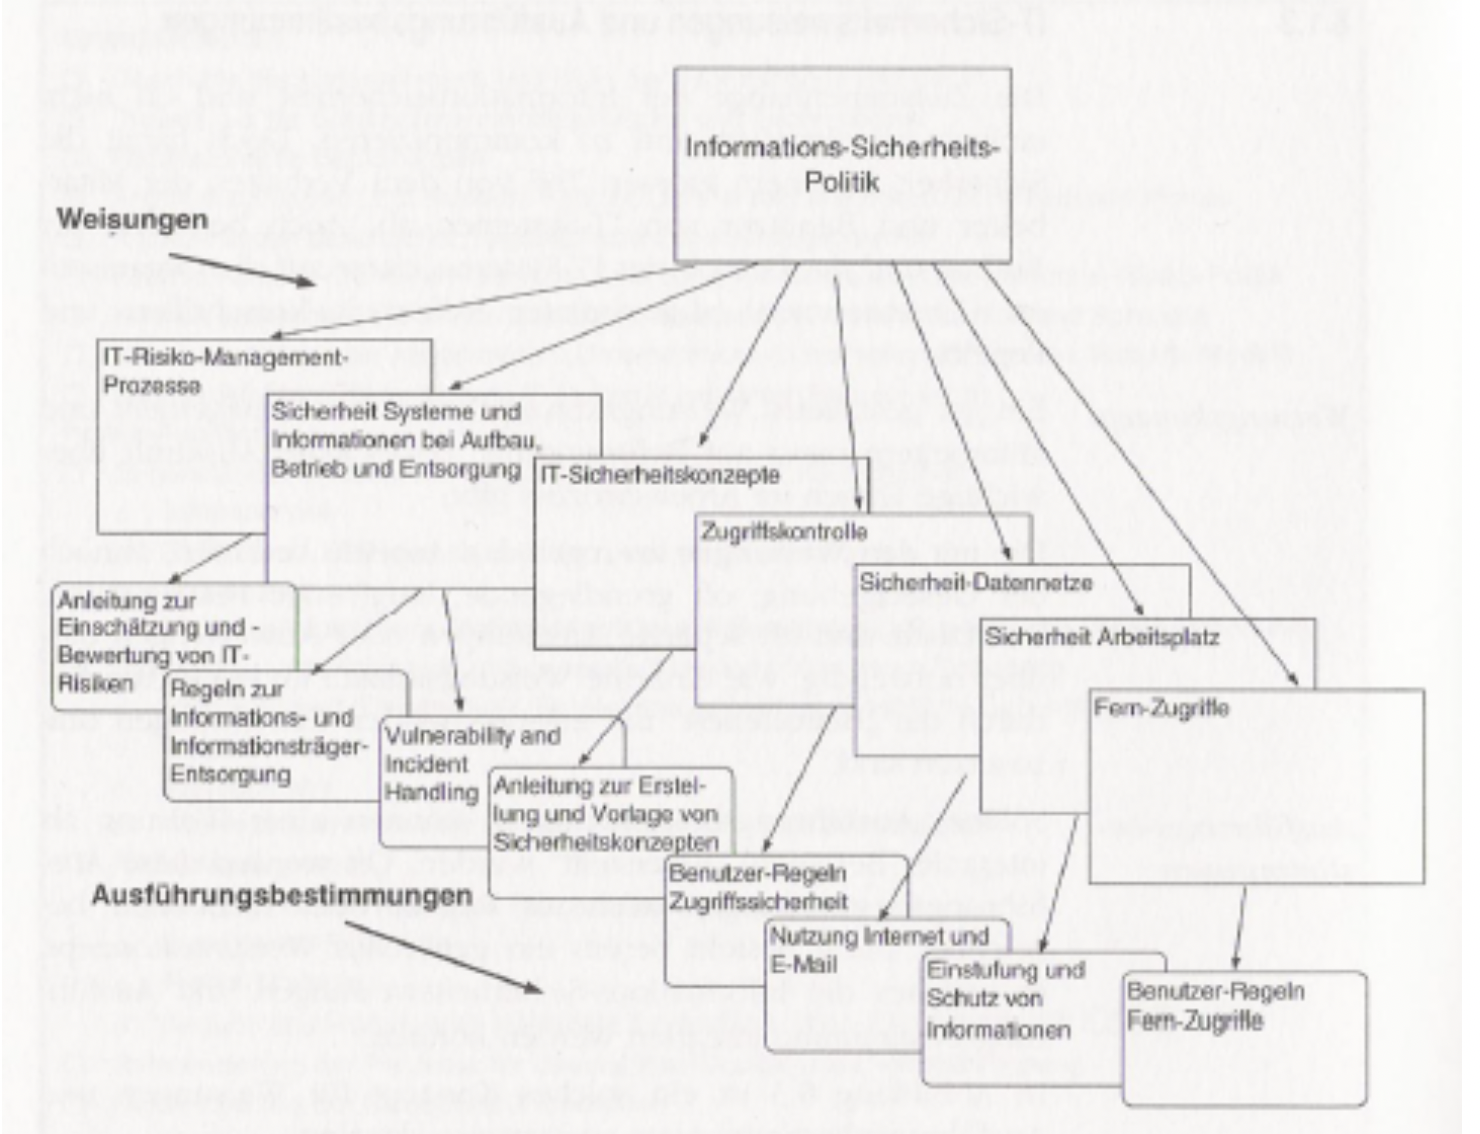 Informations-Sicherheits-
Politik
Weisungen
IT-Risiko-Management-
Prozesse
Sicherheit Systeme und
Informationen bei Aufbau,
Betrieb und Entsorgung
IT-Sicherheitskonzepte
Zugriffskontrolle
Sicherheit-Datennetze
Sicherheit Arbeitsplatz
Fern-Zugriffe
Anleitung zur
Einschätzung und -
Bewertung von IT-
Risiken
Regeln zur
Informations- und
Informationsträger-
Entsorgung
Vulnerability and
Incident
Handling
Anleitung zur Erstel-
lung und Vorlage von
Sicherheitskonzepten
Ausführungsbestimmungen
Benutzer-Regeln
Zugriffssicherheit
Nutzung Internet und
E-Mail
Einstufung und
Schutz von
Informationen
Benutzer-Regeln
Fern-Zugriffe